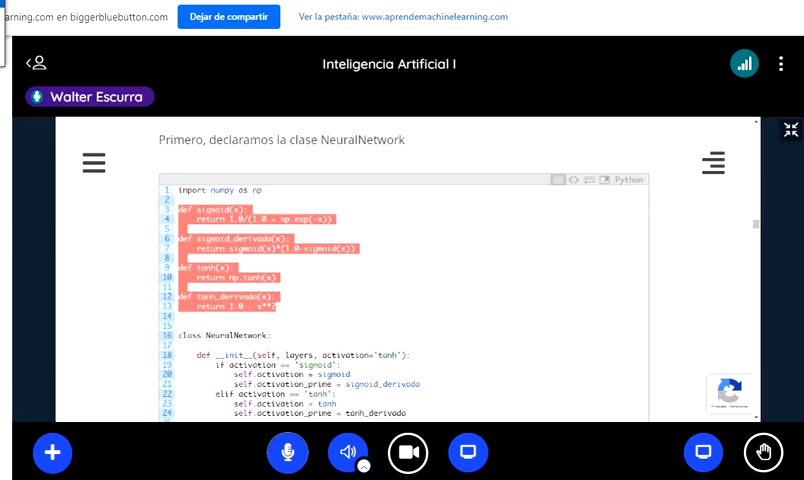 arning.com en biggerbluebutton.com Dejar de compartir Ver la pestaña: www.aprendemachinelearning.com
Inteligencia Artificial I
Walter Escurra
Primero, declaramos la clase NeuralNetwork
Python
1 import numpy as np
2
3 def sigmoid(x):
4 return 1.0/(1.0 + np.exp(-x))
5
6 def sigmoid_derivada(x):
7 return sigmoid(x)*(1.0-sigmoid(x))
8
9 def tanh(x):
10 return np.tanh(x)
11
12 def tanh_derivada(x):
13 return 1.0 - x**2
14
15
16 class NeuralNetwork:
17
18 def __init__(self, layers, activation='tanh'):
19 if activation == 'sigmoid':
20 self.activation = sigmoid
21 self.activation_prime = sigmoid_derivada
22 elif activation == 'tanh':
23 self.activation = tanh
24 self.activation_prime = tanh_derivada